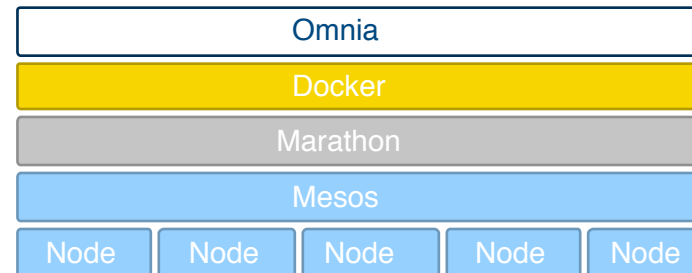 Omnia
Docker
Marathon
Mesos
Node Node Node Node Node